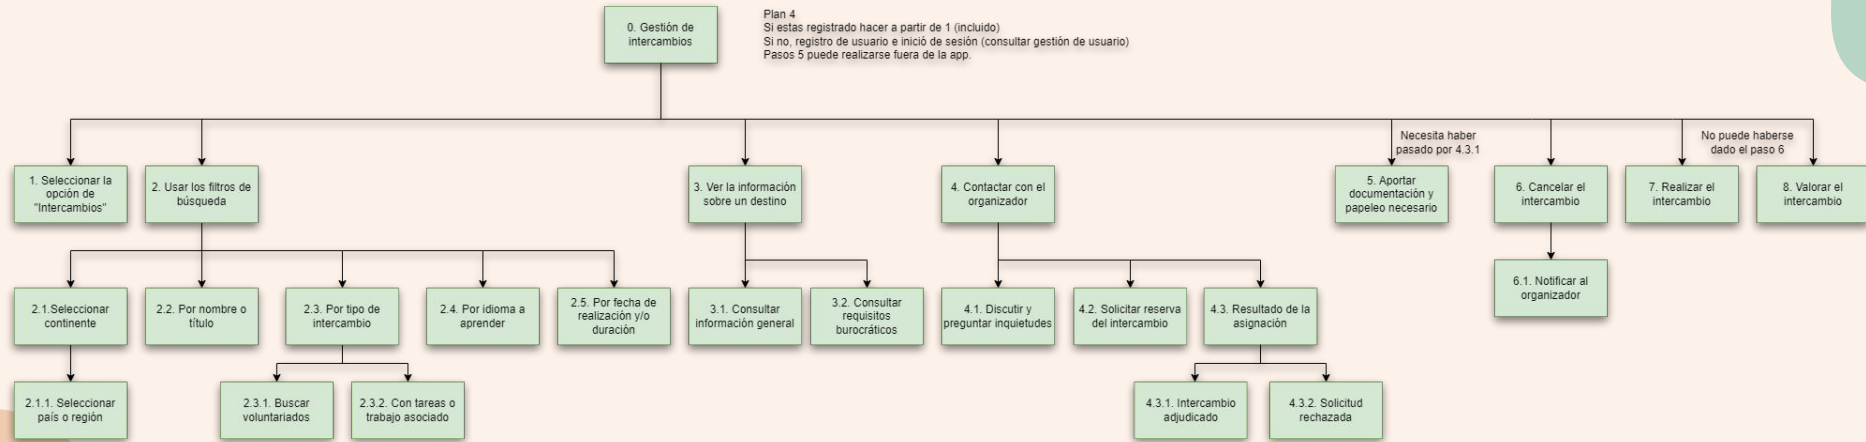 0. Gestión de
intercambios
Plan 4
Si estas registrado hacer a partir de 1 (incluido)
Si no, registro de usuario e inició de sesión (consultar gestión de usuario)
Pasos 5 puede realizarse fuera de la app.
Necesita haber
pasado por 4.3.1
No puede haberse
dado el paso 6
1. Seleccionar la
opción de
"Intercambios"
2. Usar los filtros de
búsqueda
3. Ver la información
sobre un destino
4. Contactar con el
organizador
5. Aportar
documentación y
papeleo necesario
6. Cancelar el
intercambio
7. Realizar el
intercambio
8. Valorar el
intercambio
2.1.Seleccionar
continente
2.2. Por nombre o
título
2.3. Por tipo de
intercambio
2.4. Por idioma a
aprender
2.5. Por fecha de
realización y/o
duración
3.1. Consultar
información general
3.2. Consultar
requisitos
burocráticos
4.1. Discutir y
preguntar inquietudes
4.2. Solicitar reserva
del intercambio
4.3. Resultado de la
asignación
6.1. Notificar al
organizador
2.1.1. Seleccionar
país o región
2.3.1. Buscar
voluntariados
2.3.2. Con tareas o
trabajo asociado
4.3.1. Intercambio
adjudicado
4.3.2. Solicitud
rechazada